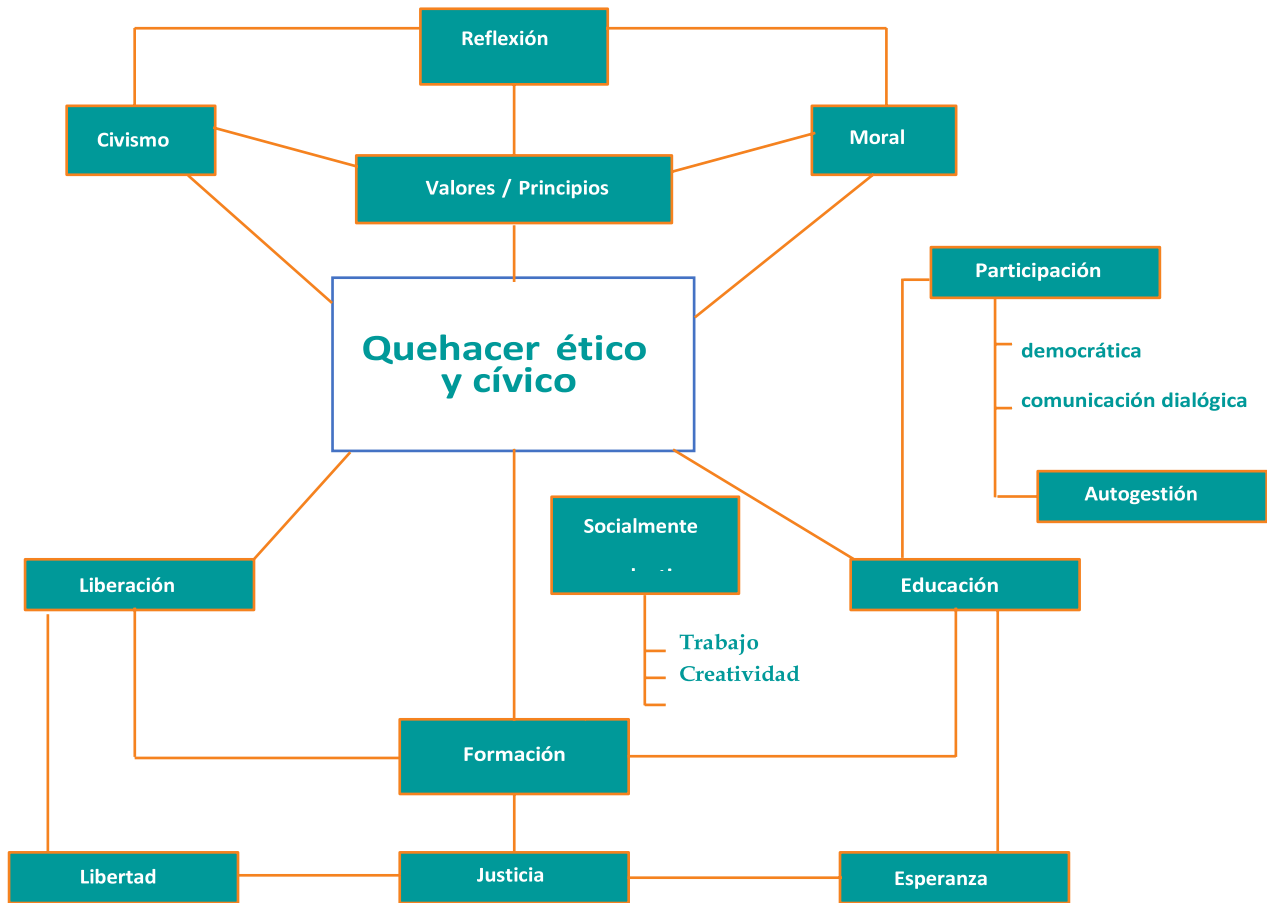 Reflexión
Civismo
Moral
Valores / Principios
Participación
Quehacer ético
y cívico
democrática
comunicación dialógica
Autogestión
Socialmente
Liberación
Educación
Trabajo
Creatividad
Formación
Libertad
Justicia
Esperanza